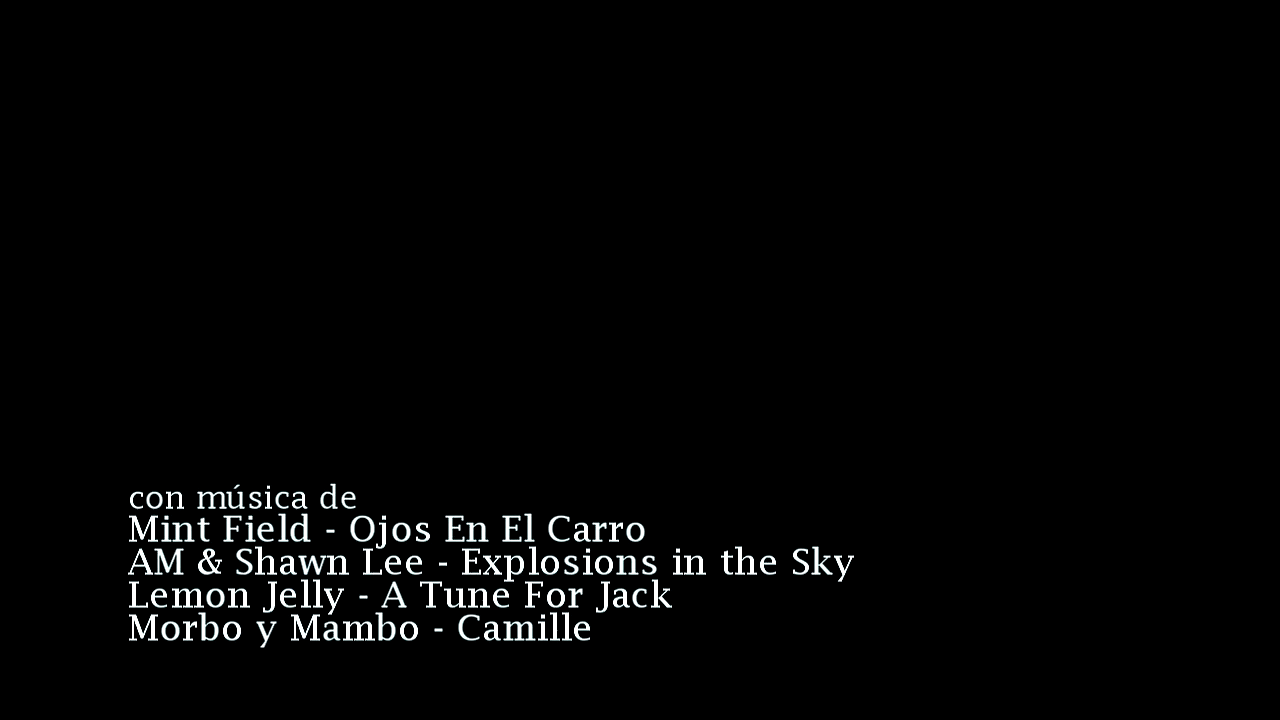 con música de
Mint Field - Ojos En El Carro
AM & Shawn Lee - Explosions in the Sky
Lemon Jelly - A Tune For Jack
Morbo y Mambo - Camille